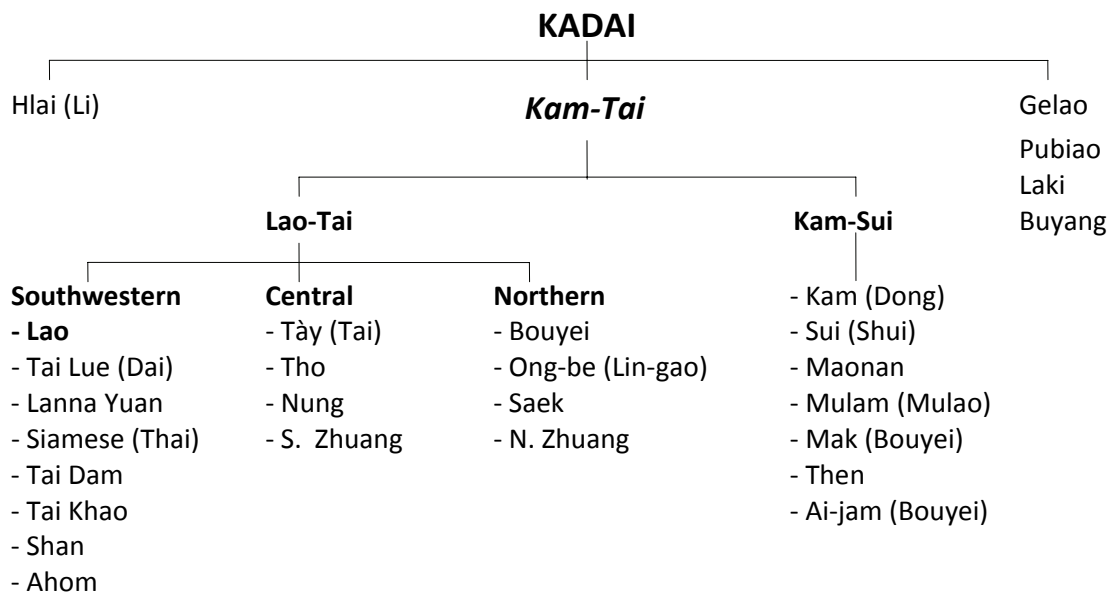 KADAI
Hlai (Li)
Kam-Tai
Gelao
Pubiao
Laki
Buyang
Lao-Tai
Kam-Sui
Southwestern
- Lao
- Tai Lue (Dai)
- Lanna Yuan
- Siamese (Thai)
- Tai Dam
- Tai Khao
- Shan
- Ahom
Central
- Tày (Tai)
- Tho
- Nung
- S. Zhuang
Northern
- Bouyei
- Ong-be (Lin-gao)
- Saek
- N. Zhuang
- Kam (Dong)
- Sui (Shui)
- Maonan
- Mulam (Mulao)
- Mak (Bouyei)
- Then
- Ai-jam (Bouyei)